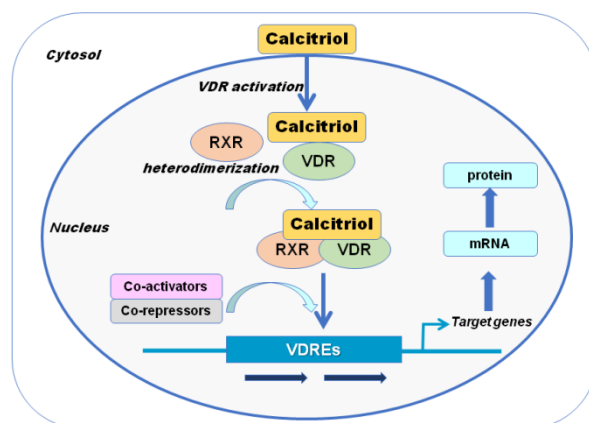 Calcitriol
Cytosol
VDR activation
Calcitriol
RXR
VDR
heterodimerization
protein
Nucleus
Calcitriol
RXR
VDR
mRNA
Co-activators
Co-repressors
Target genes
VDREs